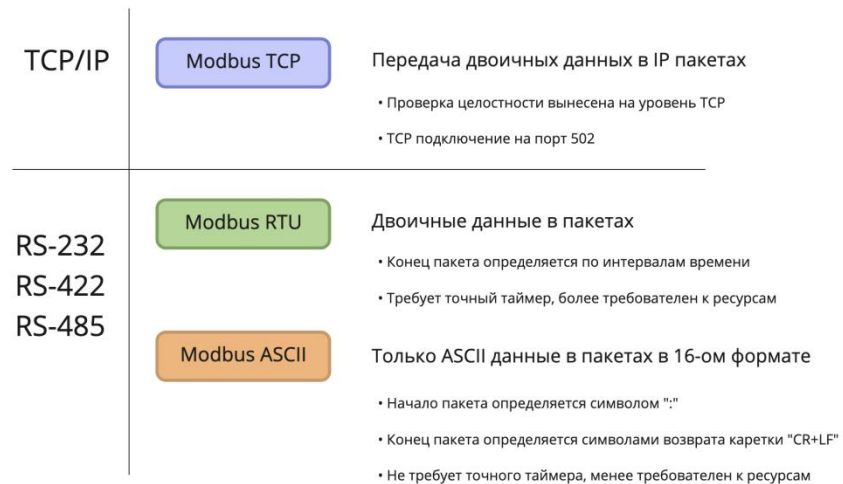 TCP/IP
Modbus TCP
Передача двоичных данных в IP пакетах
• Проверка целостности вынесена на уровень TCP
• TCP подключение на порт 502
RS-232
RS-422
RS-485
Modbus RTU
Двоичные данные в пакетах
• Конец пакета определяется по интервалам времени
• Требует точный таймер, более требователен к ресурсам
Modbus ASCII
Только ASCII данные в пакетах в 16-ом формате
• Начало пакета определяется символом ":"
• Конец пакета определяется символами возврата каретки "CR+LF"
• Не требует точного таймера, менее требователен к ресурсам